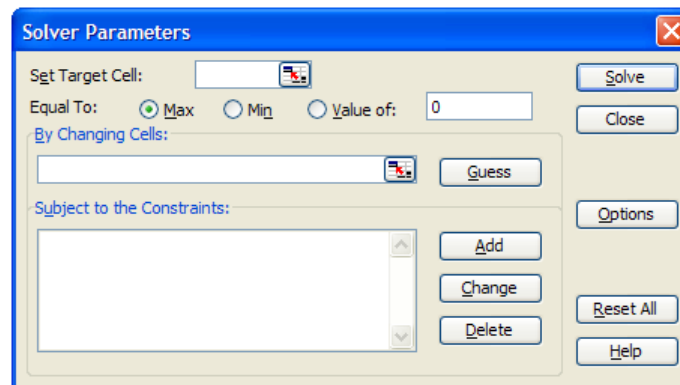 Solver Parameters
Set Target Cell:
Solve
Equal To: Max Min Value of: 0
Close
By Changing Cells:
Guess
Subject to the Constraints:
Options
Add
Change
Reset All
Delete
Help